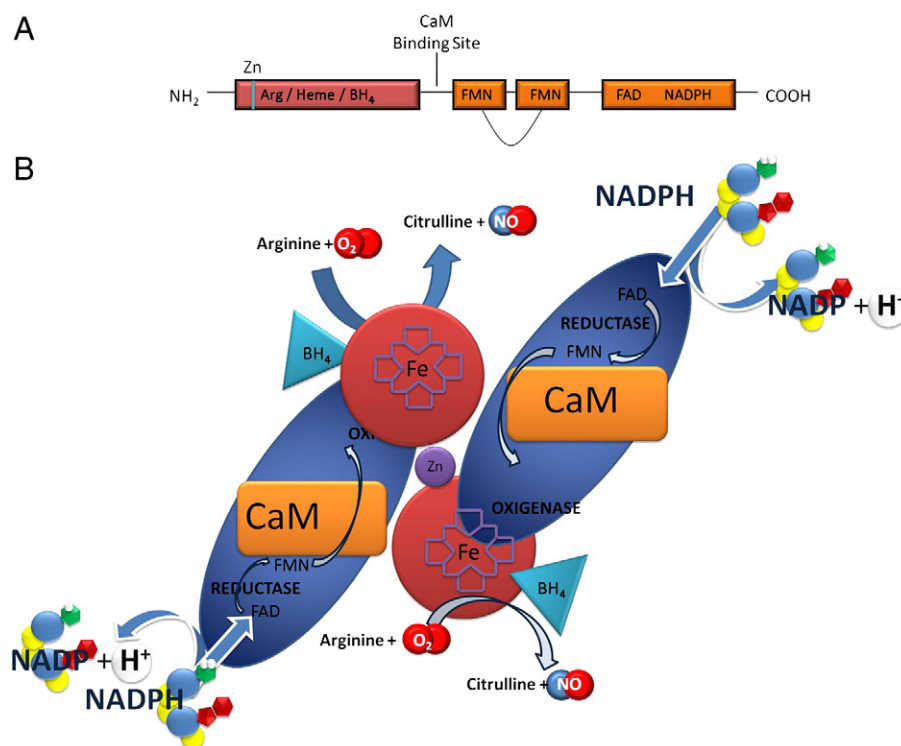 A
CaM
Binding Site
Zn
NH2
Arg / Heme / BH4
FMN
FMN
FAD NADPH
COOH
B
NADPH
Citrulline + NO
Arginine + O2
NADP + H+
FAD
REDUCTASE
FMN
BH4
Fe
CaM
OXI
Zn
OXIGENASE
CaM
Fe
BH4
FMN
REDUCTASE
FAD
Arginine + O2
NADP + H+
NADPH
Citrulline + NO